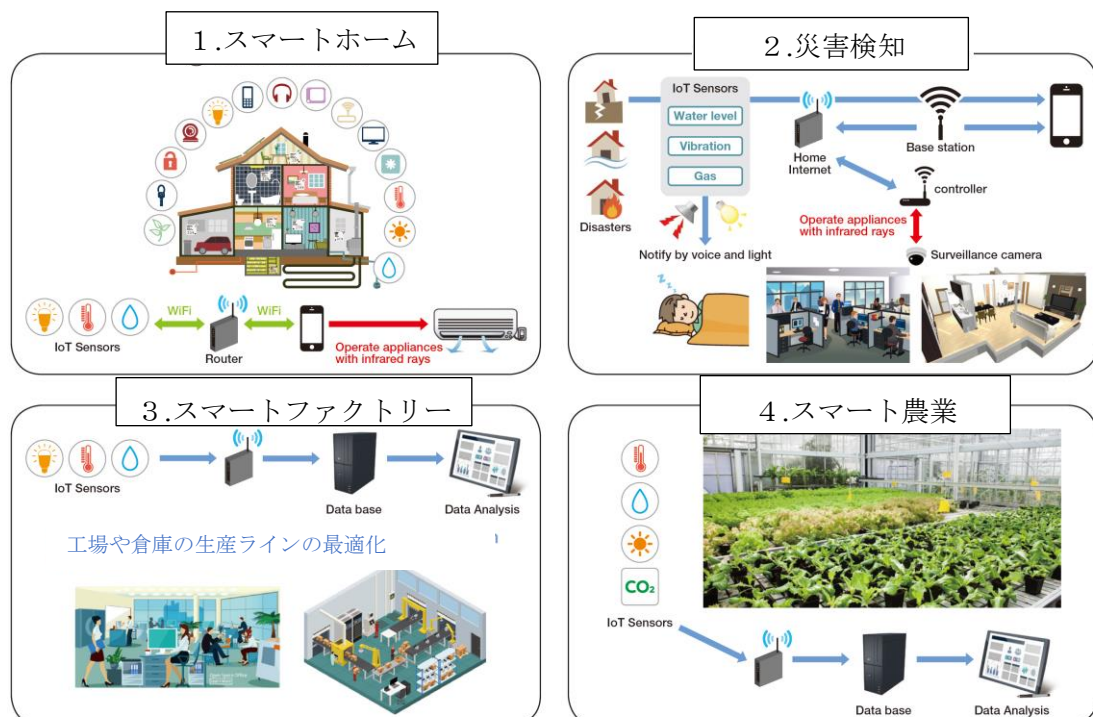 １.スマートホーム
WiFi
WiFi
IoT Sensors
Router
Operate appliances
with infrared rays
２.災害検知
IoT Sensors
Water level
Vibration
Gas
Disasters
Home
Internet
Base station
controller
Operate appliances
with infrared rays
Notify by voice and light
Surveillance camera
３.スマートファクトリー
IoT Sensors
Data base
Data Analysis
工場や倉庫の生産ラインの最適化
４.スマート農業
CO₂
IoT Sensors
Data base
Data Analysis